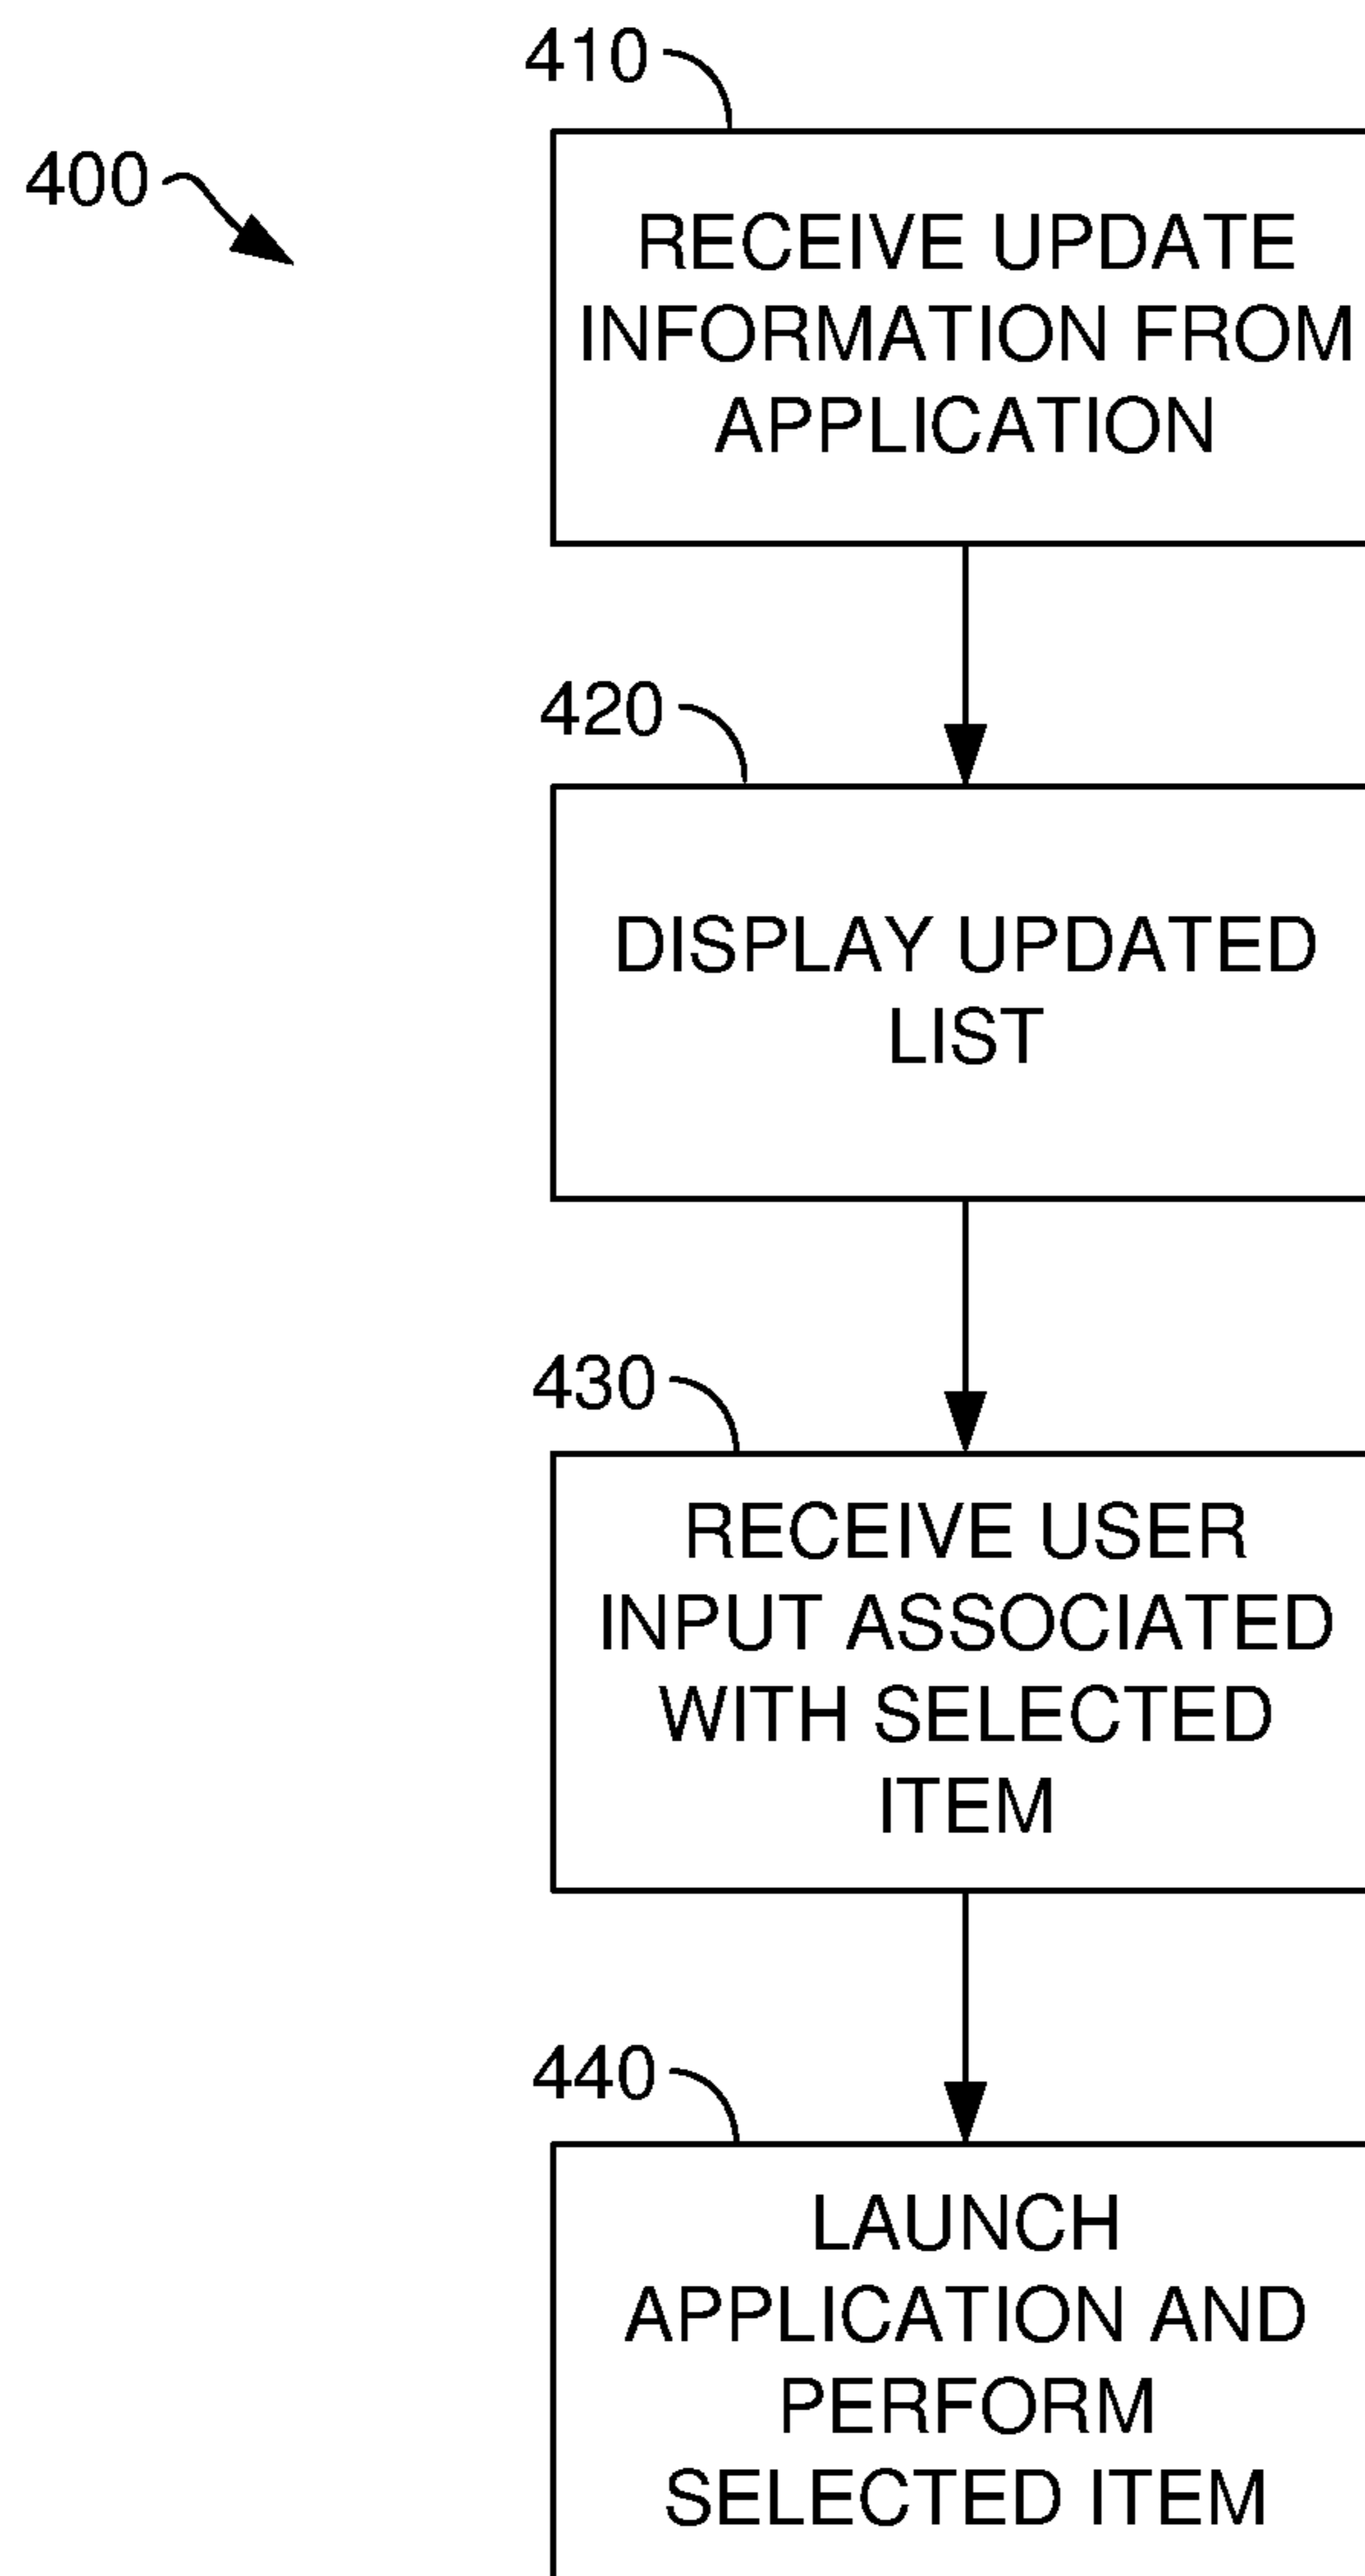 410
400
RECEIVE UPDATE
INFORMATION FROM
APPLICATION
420
DISPLAY UPDATED
LIST
430
RECEIVE USER
INPUT ASSOCIATED
WITH SELECTED
ITEM
440
LAUNCH
APPLICATION AND
PERFORM
SELECTED ITEM